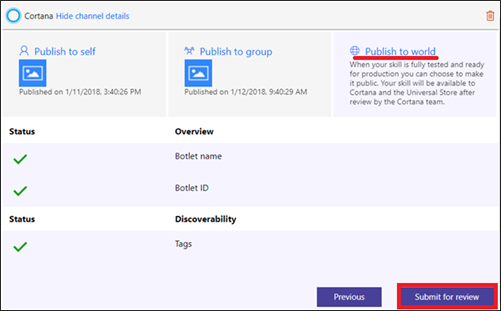 Cortana Hide channel details
Publish to self
Published on 1/11/2018, 3:40:26 PM
Publish to group
Published on 1/12/2018, 9:40:29 AM
Publish to world
When your skill is fully tested and ready
for production you can choose to make
it public. Your skill will be available to
Cortana and the Universal Store after
review by the Cortana team.
Status Overview
Botlet name
Botlet ID
Status Discoverability
Tags
Previous Submit for review